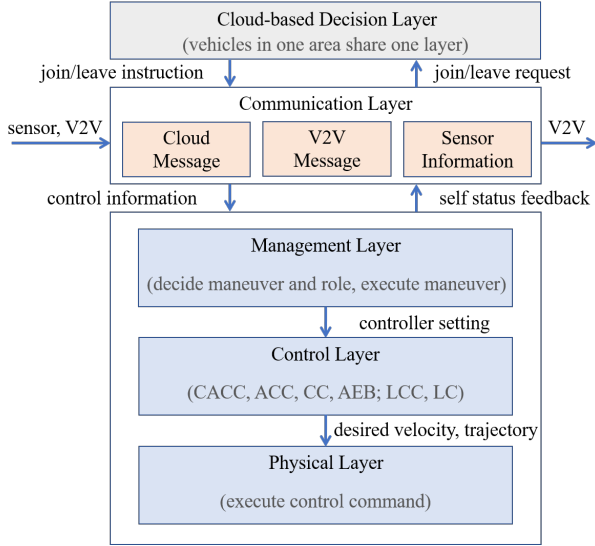 Cloud-based Decision Layer
(vehicles in one area share one layer)
join/leave instruction
join/leave request
Communication Layer
sensor, V2V
Cloud
Message
V2V
Message
Sensor
Information
V2V
control information
self status feedback
Management Layer
(decide maneuver and role, execute maneuver)
controller setting
Control Layer
(CACC, ACC, CC, AEB; LCC, LC)
desired velocity, trajectory
Physical Layer
(execute control command)